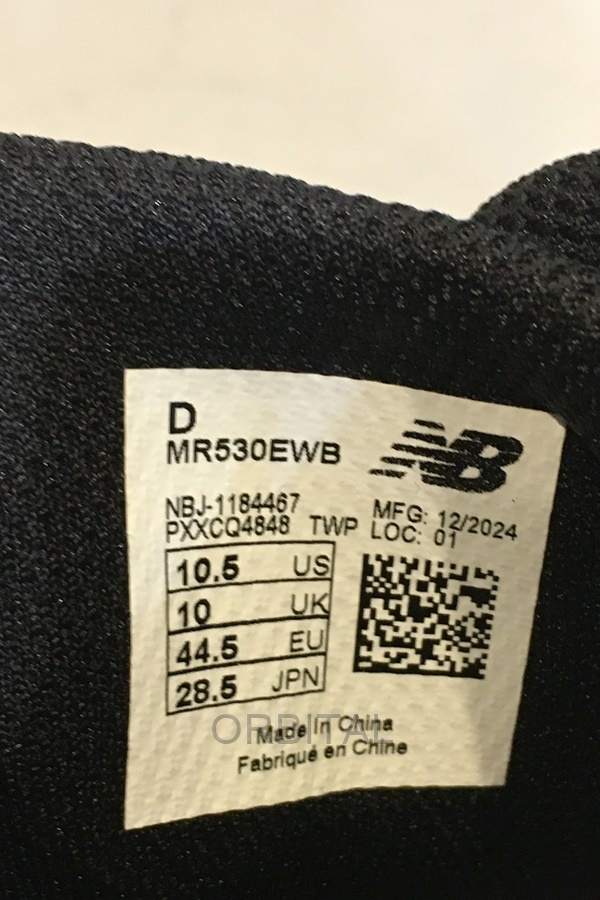 D
MR530EWB
NB
NBJ-1184467
PXXCQ4848 TWP
MFG: 12/2024
LOC: 01
10.5 US
10 UK
44.5 EU
28.5 JPN
ORBITAL
Made in China
Fabriqué en Chine